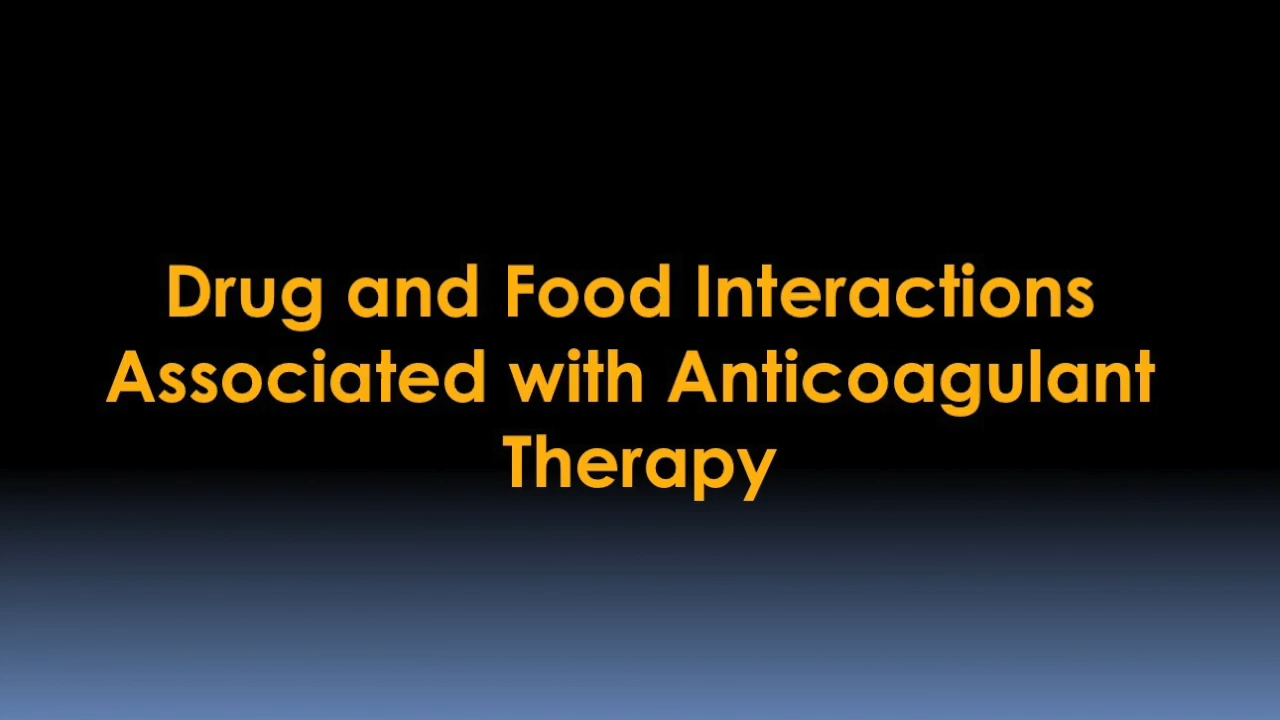 Drug and Food Interactions
Associated with Anticoagulant
Therapy